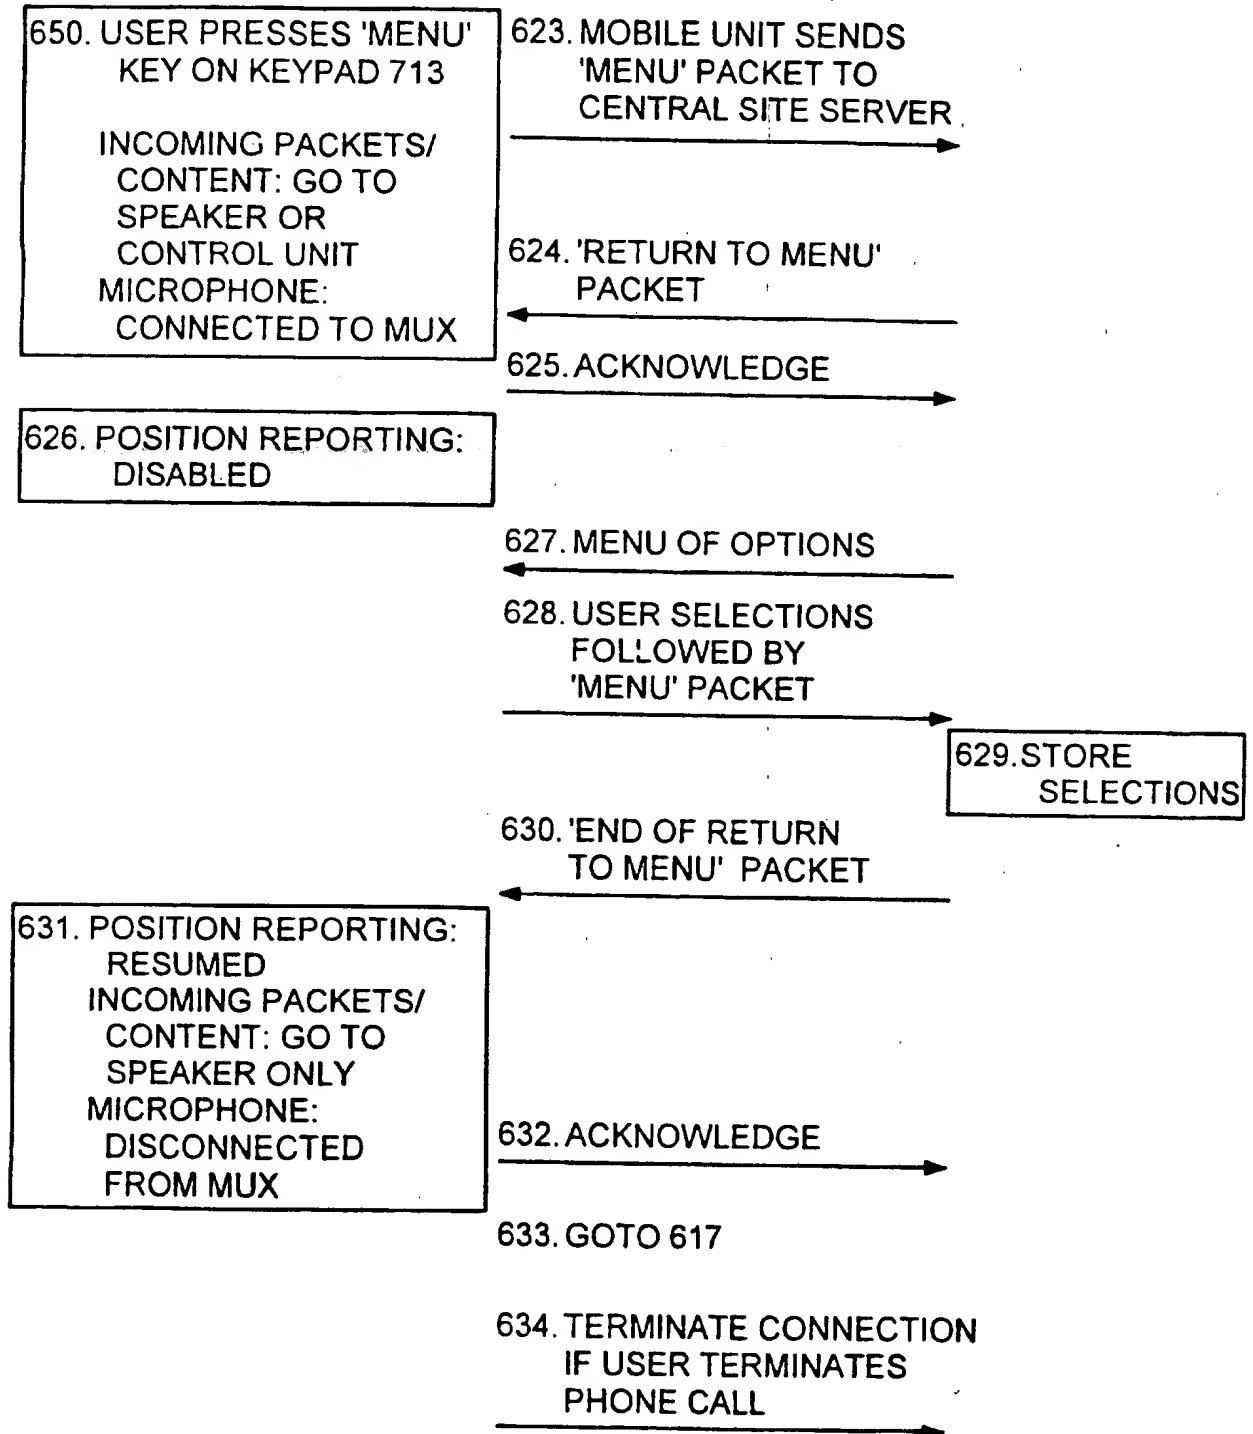 650. USER PRESSES 'MENU'
KEY ON KEYPAD 713
INCOMING PACKETS/
CONTENT: GO TO
SPEAKER OR
CONTROL UNIT
MICROPHONE:
CONNECTED TO MUX
623. MOBILE UNIT SENDS
'MENU' PACKET TO
CENTRAL SITE SERVER
624. 'RETURN TO MENU'
PACKET
625. ACKNOWLEDGE
626. POSITION REPORTING:
DISABLED
627. MENU OF OPTIONS
628. USER SELECTIONS
FOLLOWED BY
'MENU' PACKET
629. STORE
SELECTIONS
630. 'END OF RETURN
TO MENU' PACKET
631. POSITION REPORTING:
RESUMED
INCOMING PACKETS/
CONTENT: GO TO
SPEAKER ONLY
MICROPHONE:
DISCONNECTED
FROM MUX
632. ACKNOWLEDGE
633. GOTO 617
634. TERMINATE CONNECTION
IF USER TERMINATES
PHONE CALL